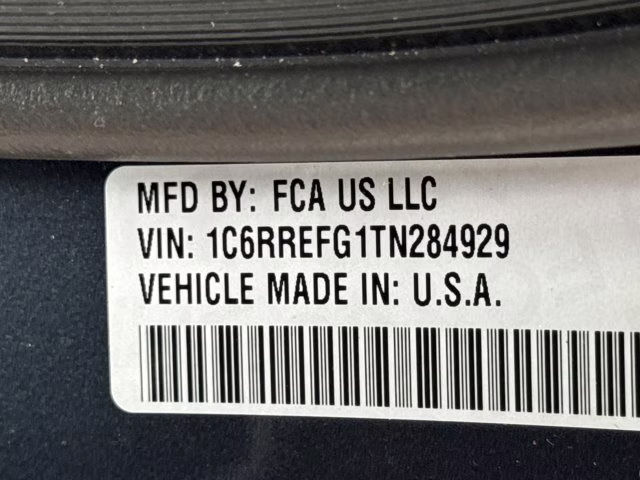 MFD BY: FCA US LLC
VIN: 1C6RREFG1TN284929
VEHICLE MADE IN: U.S.A.